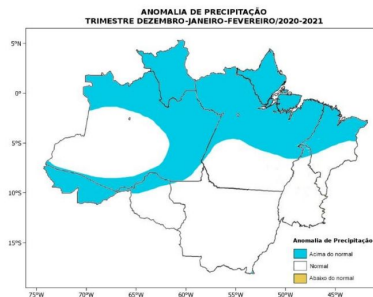 ANOMALIA DE PRECIPITAÇÃO
TRIMESTRE DEZEMBRO-JANEIRO-FEVEREIRO/2020-2021
5°N
0°
5°S
10°S
15°S
Anomalia de Precipitação
Acima do normal
Normal
Abaixo do normal
75°W 70°W 65°W 60°W 55°W 50°W 45°W